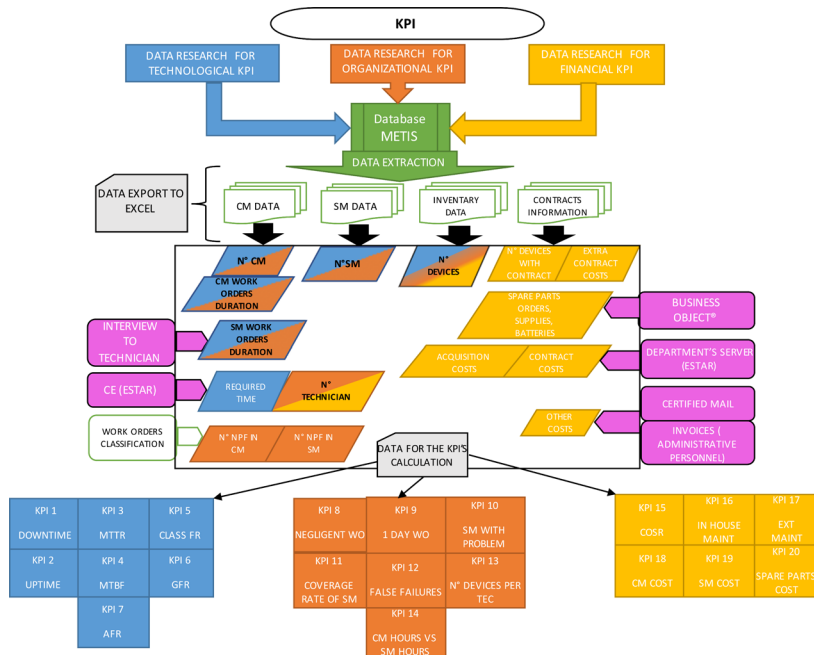 KPI
DATA RESEARCH FOR
TECHNOLOGICAL KPI
DATA RESEARCH FOR
ORGANIZATIONAL KPI
DATA RESEARCH FOR
FINANCIAL KPI
Database
METIS
DATA EXTRACTION
DATA EXPORT TO
EXCEL
CM DATA
SM DATA
INVENTARY
DATA
CONTRACTS
INFORMATION
N° CM
N°SM
N°
DEVICES
N° DEVICES
WITH
CONTRACT
EXTRA
CONTRACT
COSTS
CM WORK
ORDERS
DURATION
SPARE PARTS
ORDERS,
SUPPLIES,
BATTERIES
BUSINESS
OBJECT®
INTERVIEW
TO
TECHNICIAN
SM WORK
ORDERS
DURATION
ACQUISITION
COSTS
CONTRACT
COSTS
DEPARTMENT'S SERVER
(ESTAR)
CE (ESTAR)
REQUIRED
TIME
N°
TECHNICIAN
CERTIFIED MAIL
OTHER
COSTS
INVOICES (
ADMINISTRATIVE
PERSONNEL)
WORK ORDERS
CLASSIFICATION
N° NPF IN
CM
N° NPF IN
SM
DATA FOR THE KPI'S
CALCULATION
KPI 1
DOWNTIME
KPI 3
MTTR
KPI 5
CLASS FR
KPI 2
UPTIME
KPI 4
MTBF
KPI 6
GFR
KPI 7
AFR
KPI 8
NEGLIGENT WO
KPI 9
1 DAY WO
KPI 10
SM WITH
PROBLEM
KPI 11
COVERAGE
RATE OF SM
KPI 12
FALSE FAILURES
KPI 13
N° DEVICES PER
TEC
KPI 14
CM HOURS VS
SM HOURS
KPI 15
COSR
KPI 16
IN HOUSE
MAINT
KPI 17
EXT
MAINT
KPI 18
CM COST
KPI 19
SM COST
KPI 20
SPARE PARTS
COST